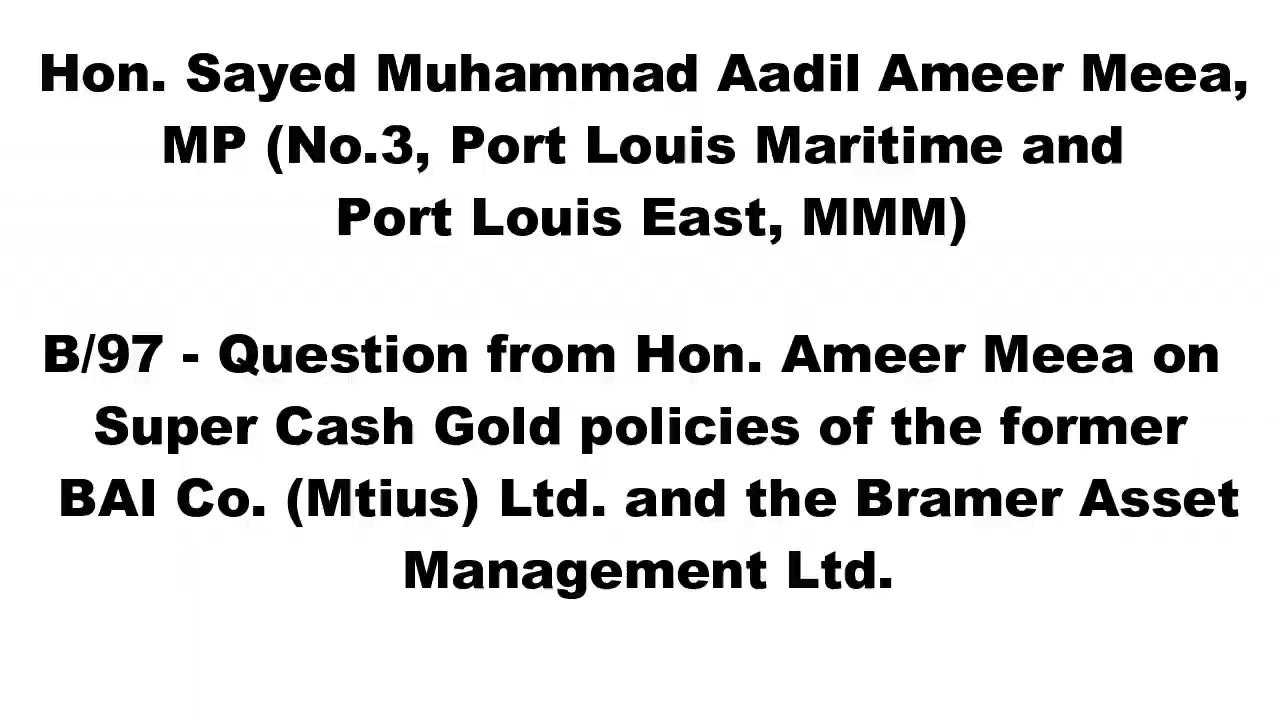 Hon. Sayed Muhammad Aadil Ameer Meea,
MP (No.3, Port Louis Maritime and
Port Louis East, MMM)
B/97 - Question from Hon. Ameer Meea on
Super Cash Gold policies of the former
BAI Co. (Mtius) Ltd. and the Bramer Asset
Management Ltd.